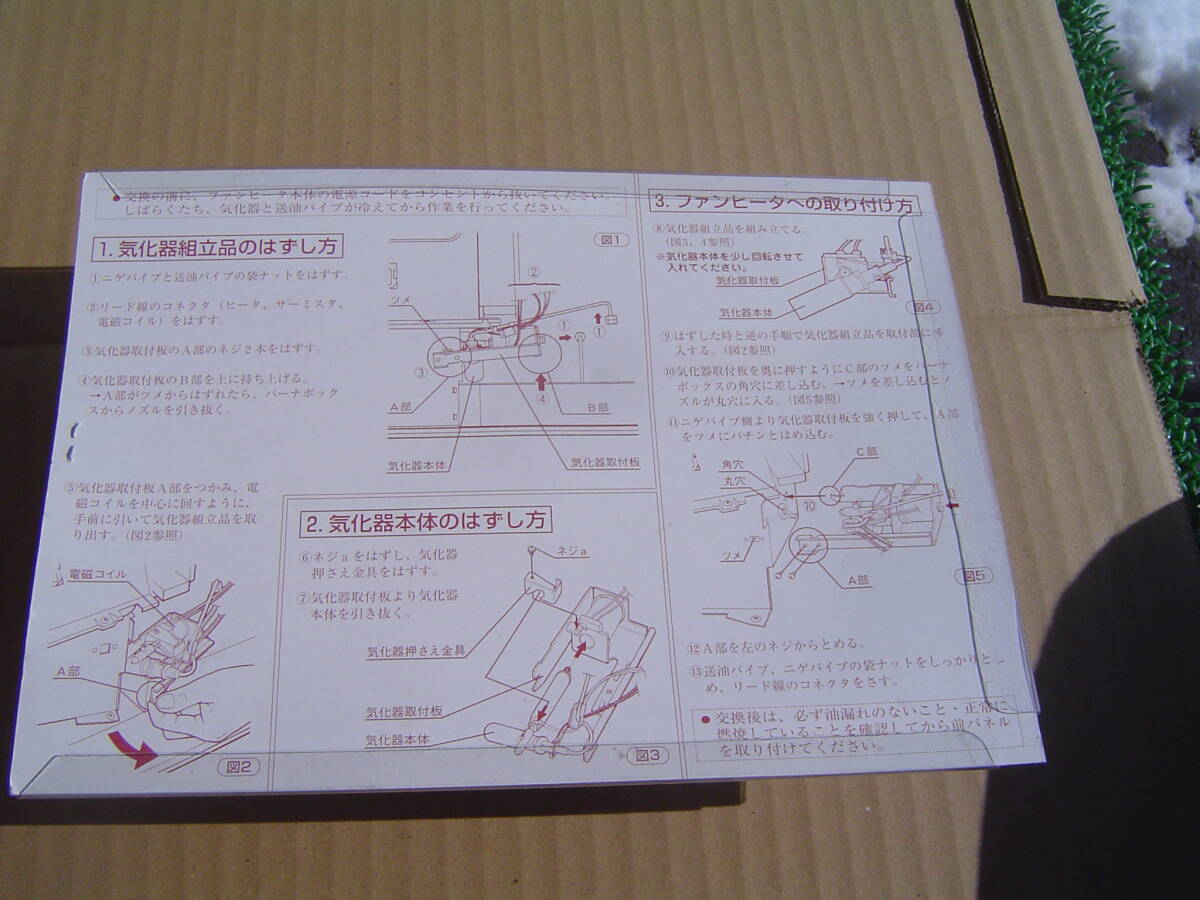 ●交換の前に、ファンヒータ本体の電源コードをコンセントから抜いてください。
しばらくたち、気化器と送油パイプが冷えてから作業を行ってください。
1. 気化器組立品のはずし方
①ニゲパイプと送油パイプの袋ナットをはずす。
②リード線のコネクタ（ヒータ、サーミスタ、
電磁コイル）をはずす。
③気化器取付板のA部のネジ2本をはずす。
④気化器取付板のB部を上に持ち上げる。
→A部がツメからはずれたら、バーナボック
スからノズルを引き抜く。
⑤気化器取付板A部をつかみ、電
磁コイルを中心に回すように、
手前に引いて気化器組立品を取
り出す。（図2参照）
図1
ツメ
②
①
①
③
④
A部
B部
気化器本体
気化器取付板
電磁コイル
A部
図2
2. 気化器本体のはずし方
⑥ネジaをはずし、気化器
押さえ金具をはずす。
⑦気化器取付板より気化器
本体を引き抜く。
ネジa
気化器押さえ金具
気化器取付板
気化器本体
図3
3. ファンヒータへの取り付け方
⑧気化器組立品を組み立てる。
（図3，4参照）
※気化器本体を少し回転させて
入れてください。
気化器取付板
気化器本体
図4
⑨はずした時と逆の手順で気化器組立品を取付部に挿
入する。（図2参照）
⑩気化器取付板を奥に押すようにC部のツメをバーナ
ボックスの角穴に差し込む。→ツメを差し込むとノ
ズルが丸穴に入る。（図5参照）
⑪ニゲパイプ側より気化器取付板を強く押して、A部
をツメにパチンとはめ込む。
角穴
丸穴
C部
⑩
ツメ
A部
図5
⑫A部を左のネジからとめる。
⑬送油パイプ、ニゲパイプの袋ナットをしっかりと
め、リード線のコネクタをさす。
●交換後は、必ず油漏れのないこと・正常に
燃焼していることを確認してから前パネル
を取り付けてください。